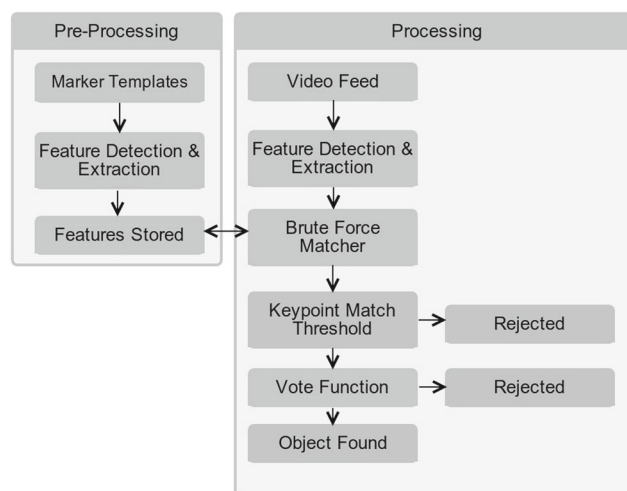 Pre-Processing
Marker Templates
Feature Detection &
Extraction
Features Stored
Processing
Video Feed
Feature Detection &
Extraction
Brute Force
Matcher
Keypoint Match
Threshold
Rejected
Vote Function
Rejected
Object Found